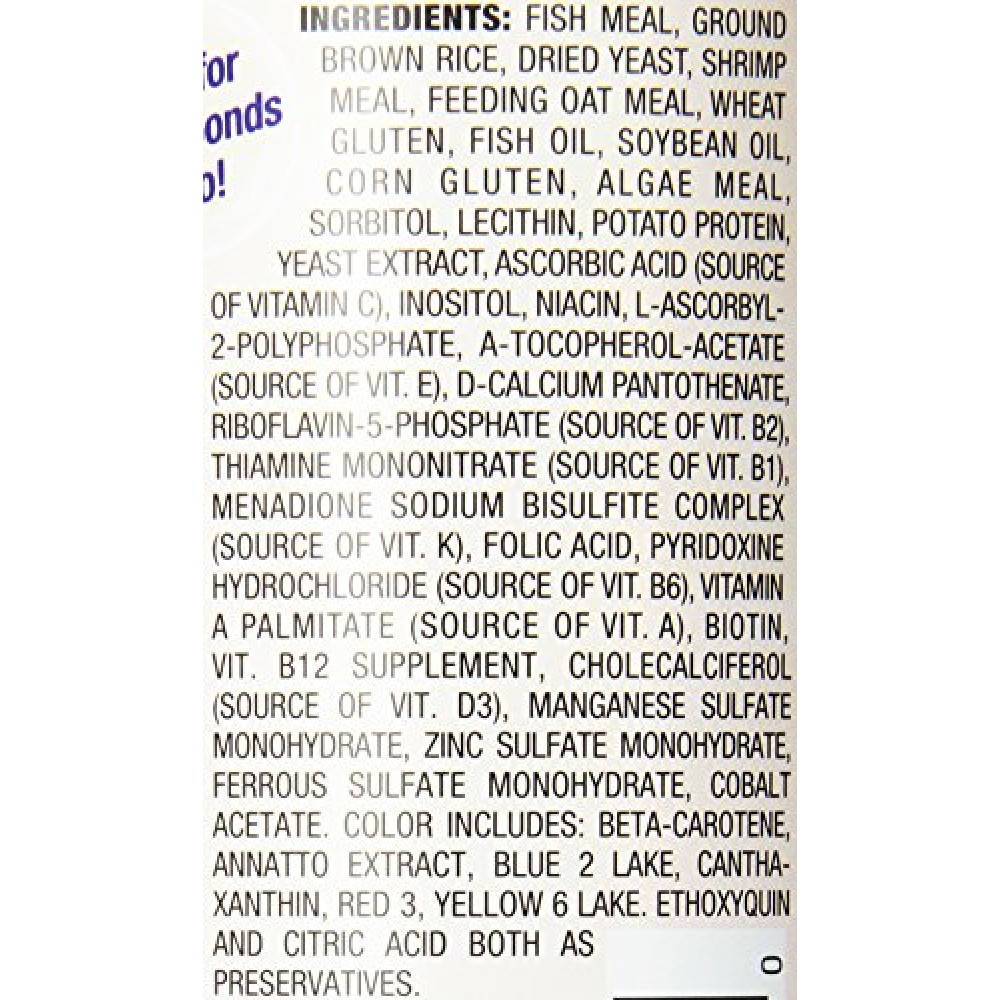 INGREDIENTS: FISH MEAL, GROUND
BROWN RICE, DRIED YEAST, SHRIMP
MEAL, FEEDING OAT MEAL, WHEAT
GLUTEN, FISH OIL, SOYBEAN OIL,
CORN GLUTEN, ALGAE MEAL,
SORBITOL, LECITHIN, POTATO PROTEIN,
YEAST EXTRACT, ASCORBIC ACID (SOURCE
OF VITAMIN C), INOSITOL, NIACIN, L-ASCORBYL-
2-POLYPHOSPHATE, A-TOCOPHEROL-ACETATE
(SOURCE OF VIT. E), D-CALCIUM PANTOTHENATE,
RIBOFLAVIN-5-PHOSPHATE (SOURCE OF VIT. B2),
THIAMINE MONONITRATE (SOURCE OF VIT. B1),
MENADIONE SODIUM BISULFITE COMPLEX
(SOURCE OF VIT. K), FOLIC ACID, PYRIDOXINE
HYDROCHLORIDE (SOURCE OF VIT. B6), VITAMIN
A PALMITATE (SOURCE OF VIT. A), BIOTIN,
VIT. B12 SUPPLEMENT, CHOLECALCIFEROL
(SOURCE OF VIT. D3), MANGANESE SULFATE
MONOHYDRATE, ZINC SULFATE MONOHYDRATE,
FERROUS SULFATE MONOHYDRATE, COBALT
ACETATE. COLOR INCLUDES: BETA-CAROTENE,
ANNATTO EXTRACT, BLUE 2 LAKE, CANTHA-
XANTHIN, RED 3, YELLOW 6 LAKE. ETHOXYQUIN
AND CITRIC ACID BOTH AS
PRESERVATIVES.
for
onds
o!
0